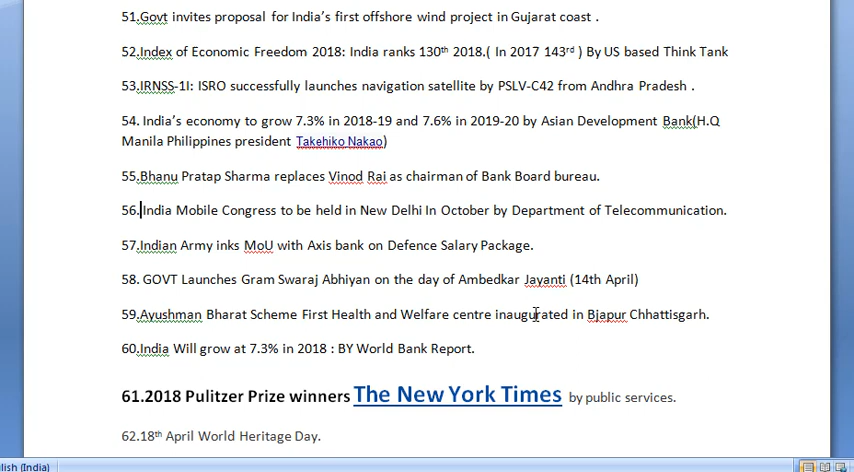 51.Govt invites proposal for India's first offshore wind project in Gujarat coast .
52.Index of Economic Freedom 2018: India ranks 130th 2018.( In 2017 143rd ) By US based Think Tank
53.IRNSS-1I: ISRO successfully launches navigation satellite by PSLV-C42 from Andhra Pradesh .
54. India's economy to grow 7.3% in 2018-19 and 7.6% in 2019-20 by Asian Development Bank(H.Q
Manila Philippines president Takehiko Nakao)
55.Bhanu Pratap Sharma replaces Vinod Rai as chairman of Bank Board bureau.
56.India Mobile Congress to be held in New Delhi In October by Department of Telecommunication.
57.Indian Army inks MoU with Axis bank on Defence Salary Package.
58. GOVT Launches Gram Swaraj Abhiyan on the day of Ambedkar Jayanti (14th April)
59.Ayushman Bharat Scheme First Health and Welfare centre inaugurated in Bjapur Chhattisgarh.
60.India Will grow at 7.3% in 2018 : BY World Bank Report.
61.2018 Pulitzer Prize winners The New York Times by public services.
62.18th April World Heritage Day.
lish (India)